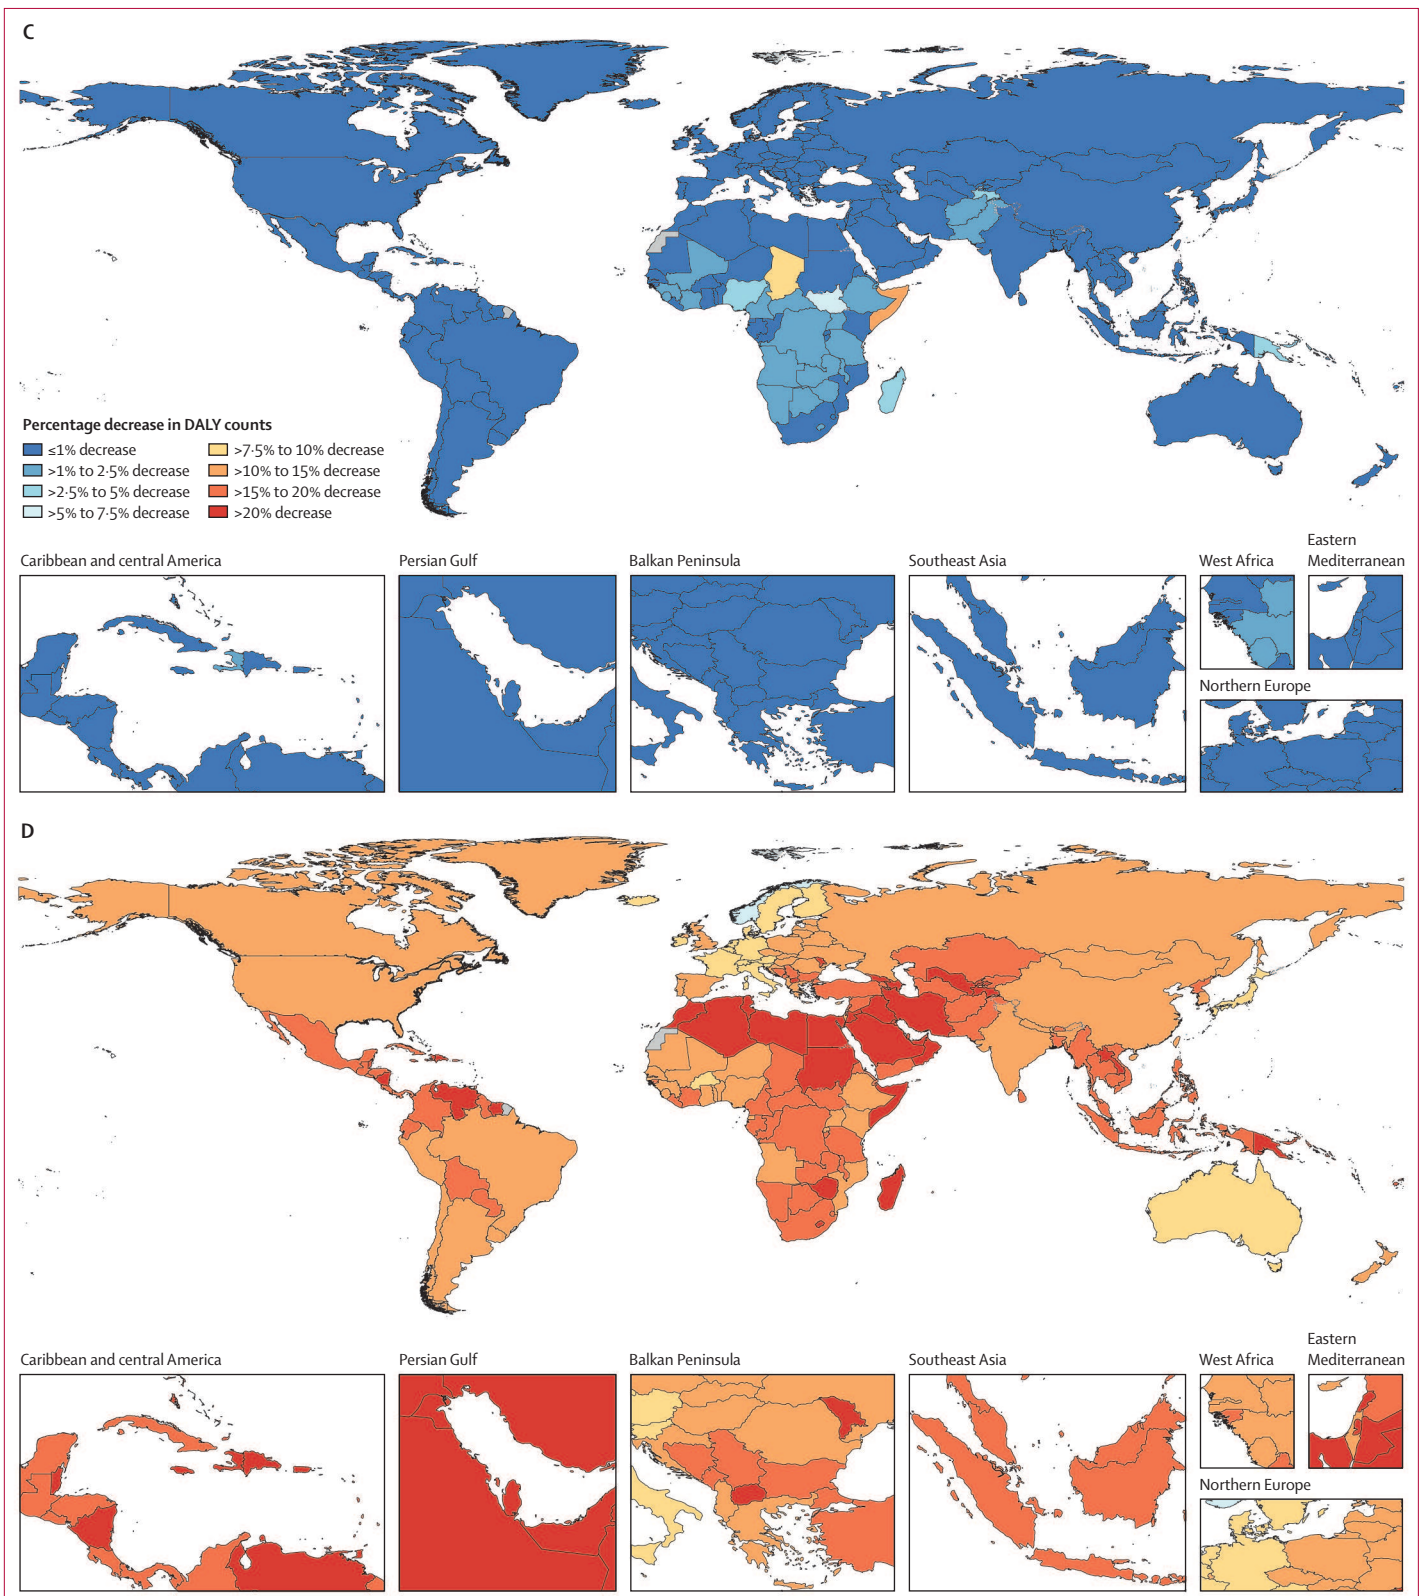 C
Percentage decrease in DALY counts
≤1% decrease
>1% to 2·5% decrease
>2·5% to 5% decrease
>5% to 7·5% decrease
>7·5% to 10% decrease
>10% to 15% decrease
>15% to 20% decrease
>20% decrease
Caribbean and central America
Persian Gulf
Balkan Peninsula
Southeast Asia
West Africa
Eastern
Mediterranean
Northern Europe
D
Caribbean and central America
Persian Gulf
Balkan Peninsula
Southeast Asia
West Africa
Eastern
Mediterranean
Northern Europe